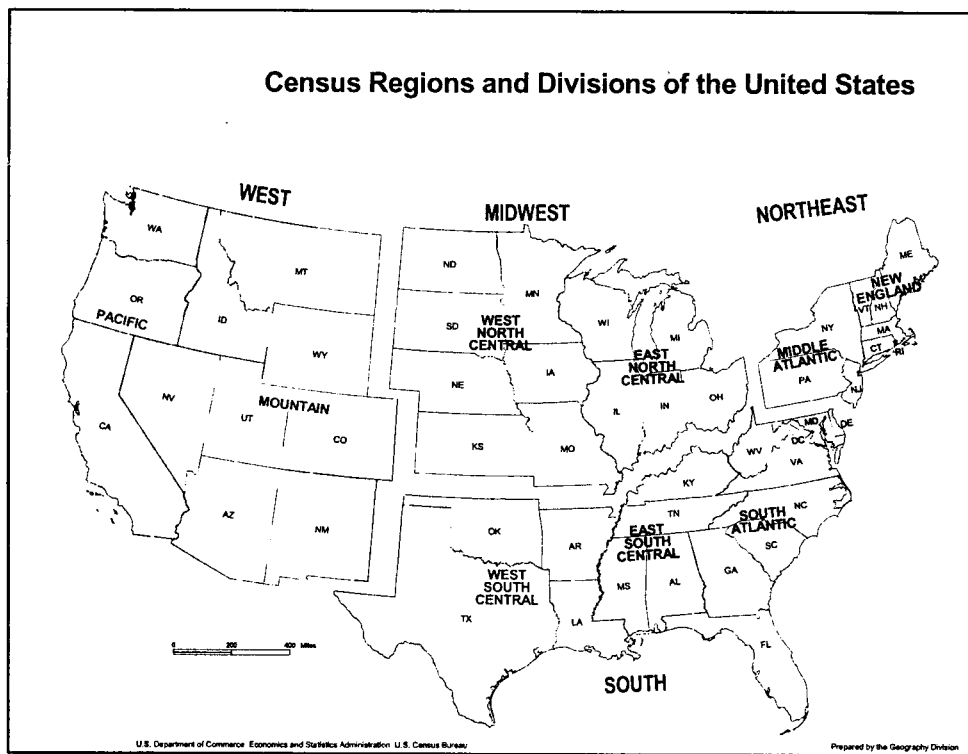 Census Regions and Divisions of the United States
WEST
MIDWEST
NORTHEAST
WA
MT
ND
MN
ME
OR
ID
PACIFIC
SD
WEST
NORTH
CENTRAL
WI
MI
EAST
NORTH
CENTRAL
NY
NEW
ENGLAND
VT
NH
MA
CT
RI
MIDDLE
ATLANTIC
PA
NJ
WY
NE
IA
IL
IN
OH
NV
UT
MOUNTAIN
CO
CA
KS
MO
WV
MD
DE
DC
VA
KY
AZ
NM
OK
AR
TN
NC
SOUTH
ATLANTIC
SC
EAST
SOUTH
CENTRAL
MS
AL
GA
WEST
SOUTH
CENTRAL
TX
LA
FL
0 200 400 Miles
SOUTH
U.S. Department of Commerce Economics and Statistics Administration U.S. Census Bureau
Prepared by the Geography Division